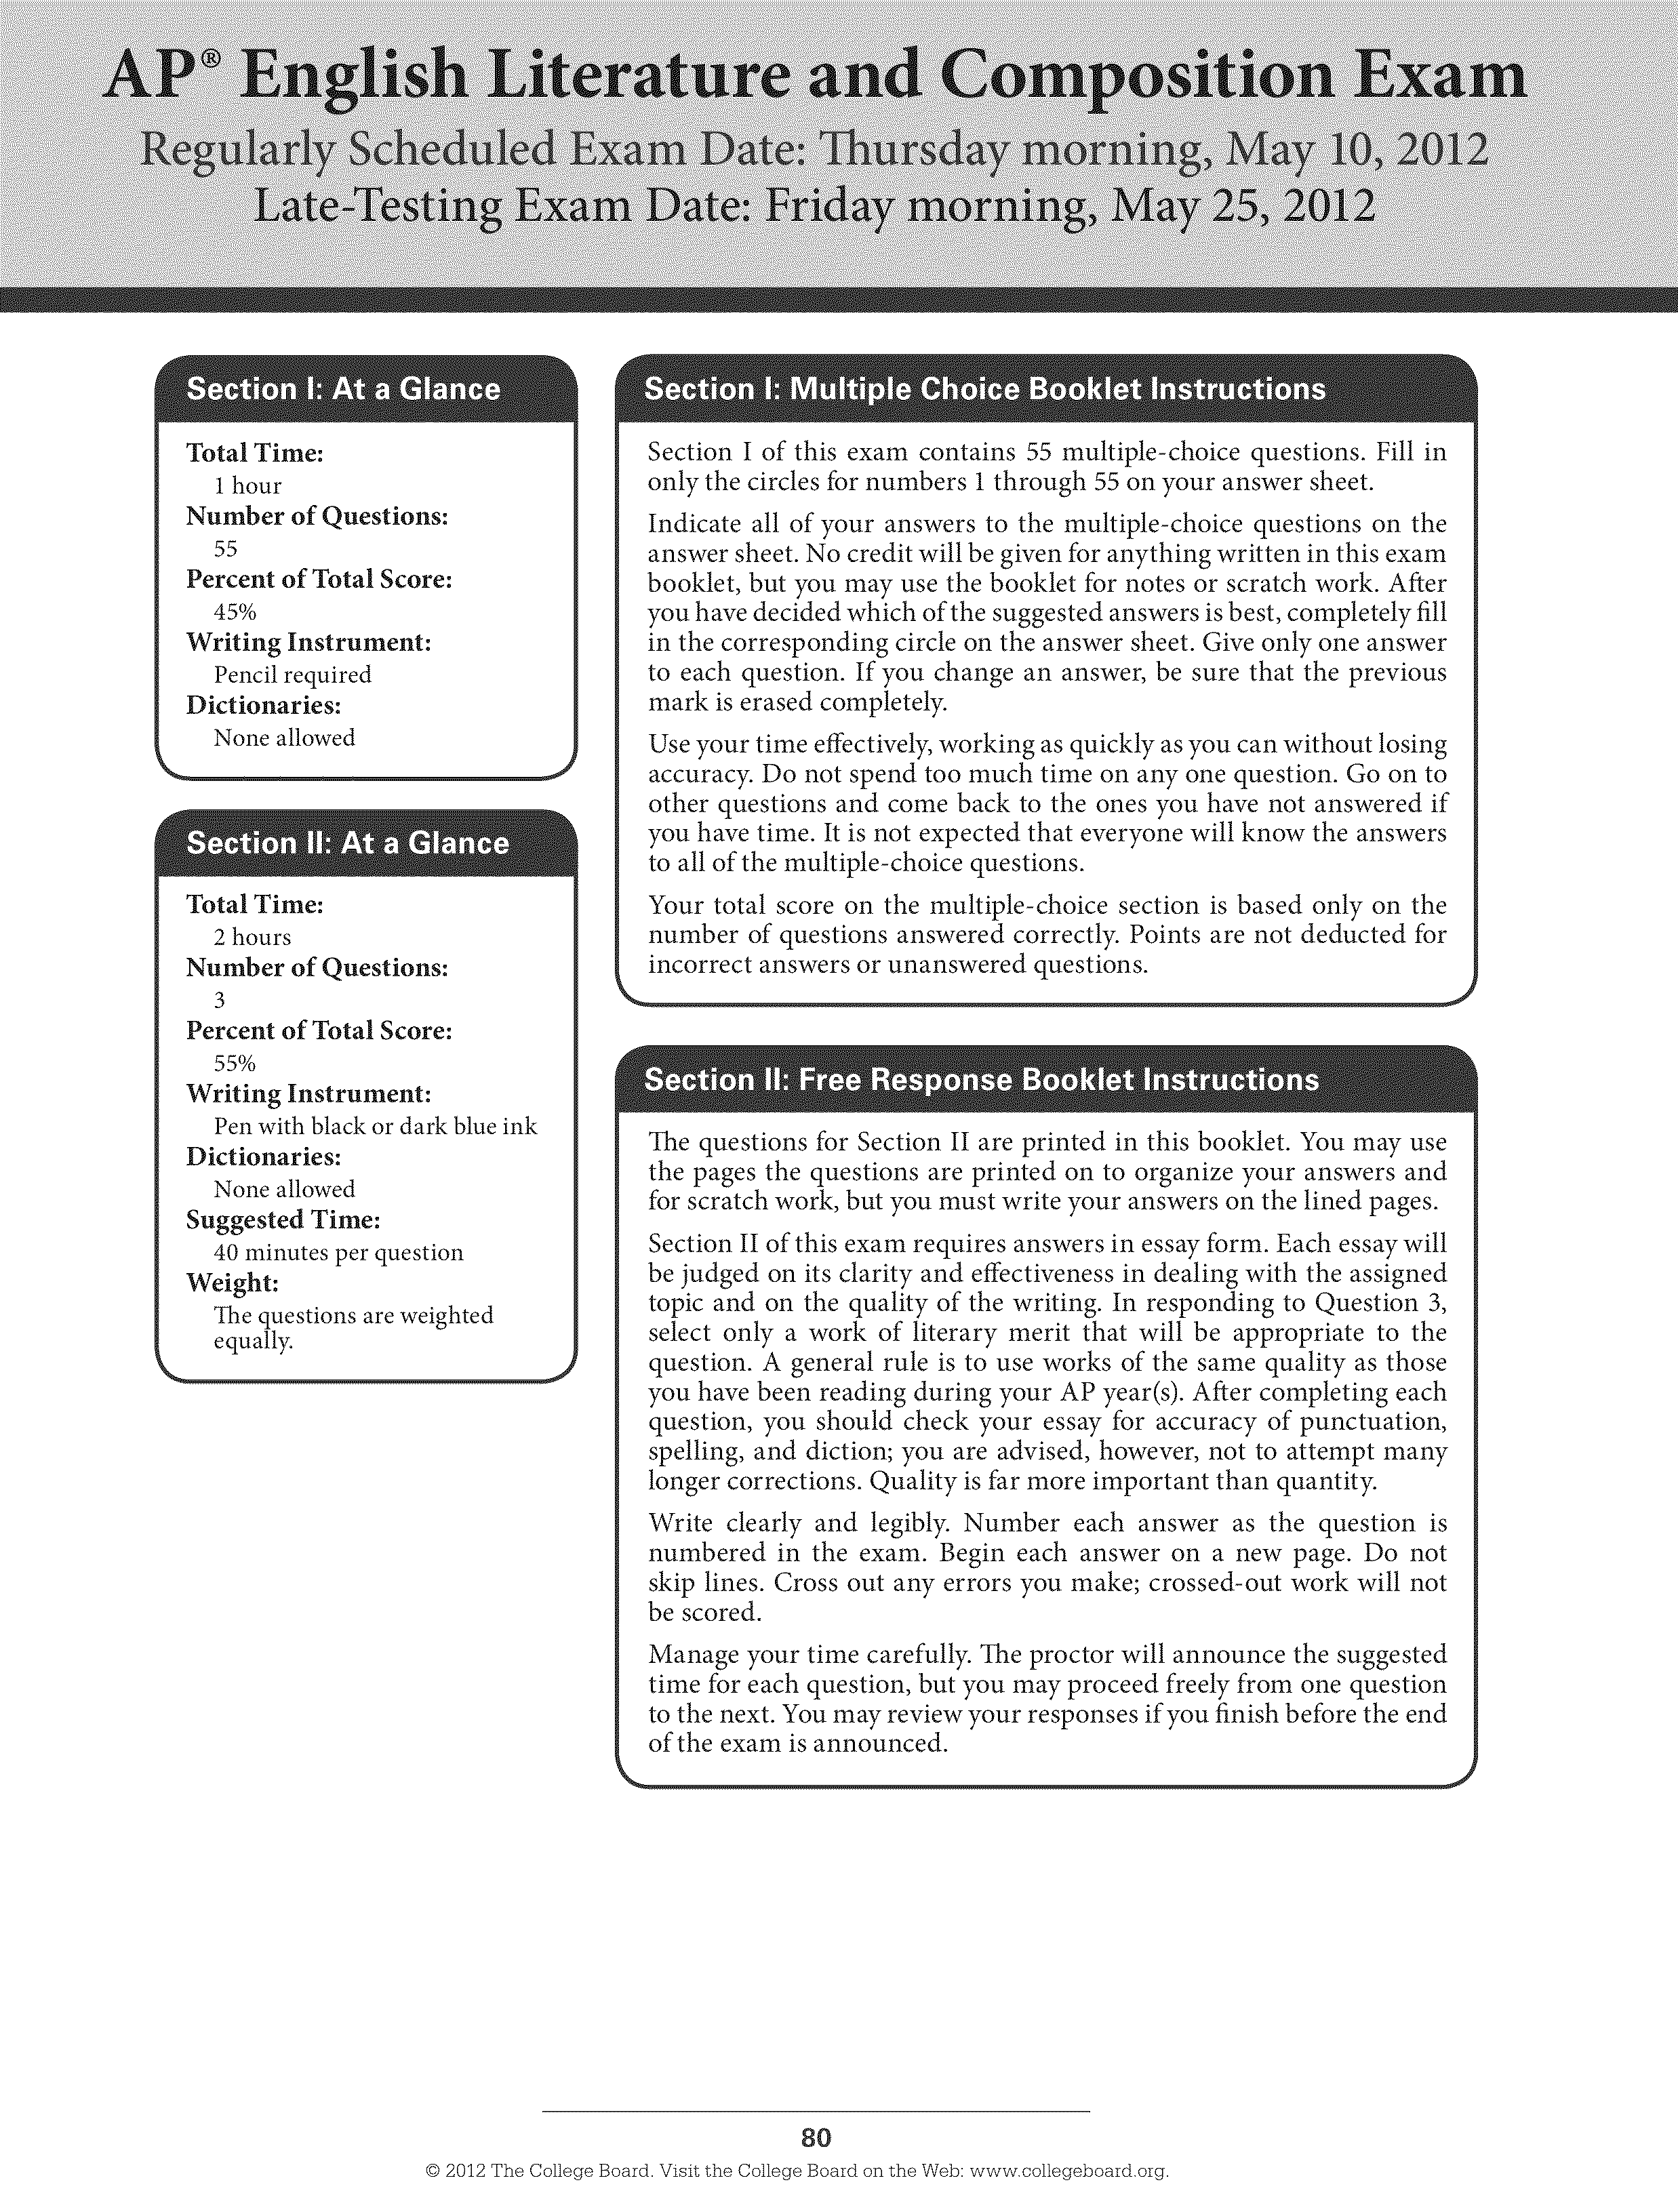 AP® English Literature and Composition Exam
Regularly Scheduled Exam Date: Thursday morning, May 10, 2012
Late-Testing Exam Date: Friday morning, May 25, 2012
Section I: At a Glance
Total Time:
1 hour
Number of Questions:
55
Percent of Total Score:
45%
Writing Instrument:
Pencil required
Dictionaries:
None allowed
Section II: At a Glance
Total Time:
2 hours
Number of Questions:
3
Percent of Total Score:
55%
Writing Instrument:
Pen with black or dark blue ink
Dictionaries:
None allowed
Suggested Time:
40 minutes per question
Weight:
The questions are weighted
equally.
Section I: Multiple Choice Booklet Instructions
Section I of this exam contains 55 multiple-choice questions. Fill in
only the circles for numbers 1 through 55 on your answer sheet.
Indicate all of your answers to the multiple-choice questions on the
answer sheet. No credit will be given for anything written in this exam
booklet, but you may use the booklet for notes or scratch work. After
you have decided which of the suggested answers is best, completely fill
in the corresponding circle on the answer sheet. Give only one answer
to each question. If you change an answer, be sure that the previous
mark is erased completely.
Use your time effectively, working as quickly as you can without losing
accuracy. Do not spend too much time on any one question. Go on to
other questions and come back to the ones you have not answered if
you have time. It is not expected that everyone will know the answers
to all of the multiple-choice questions.
Your total score on the multiple-choice section is based only on the
number of questions answered correctly. Points are not deducted for
incorrect answers or unanswered questions.
Section II: Free Response Booklet Instructions
The questions for Section II are printed in this booklet. You may use
the pages the questions are printed on to organize your answers and
for scratch work, but you must write your answers on the lined pages.
Section II of this exam requires answers in essay form. Each essay will
be judged on its clarity and effectiveness in dealing with the assigned
topic and on the quality of the writing. In responding to Question 3,
select only a work of literary merit that will be appropriate to the
question. A general rule is to use works of the same quality as those
you have been reading during your AP year(s). After completing each
question, you should check your essay for accuracy of punctuation,
spelling, and diction; you are advised, however, not to attempt many
longer corrections. Quality is far more important than quantity.
Write clearly and legibly. Number each answer as the question is
numbered in the exam. Begin each answer on a new page. Do not
skip lines. Cross out any errors you make; crossed-out work will not
be scored.
Manage your time carefully. The proctor will announce the suggested
time for each question, but you may proceed freely from one question
to the next. You may review your responses if you finish before the end
of the exam is announced.
80
© 2012 The College Board. Visit the College Board on the Web: www.collegeboard.org.